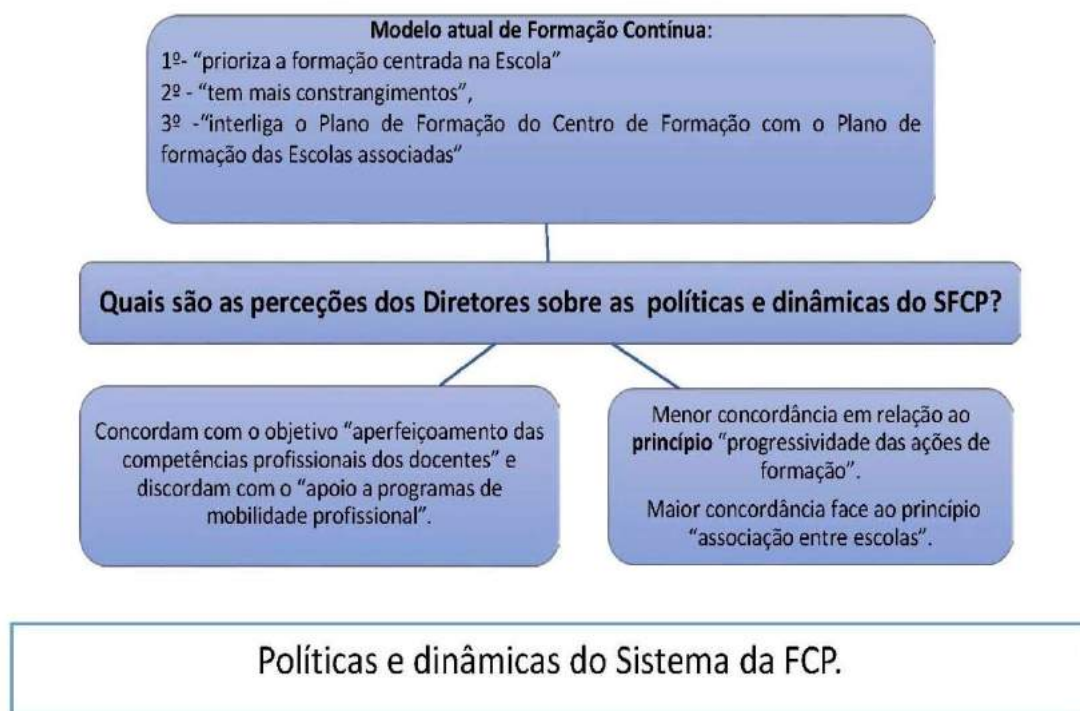 Modelo atual de Formação Contínua:
1º- “prioriza a formação centrada na Escola”
2º - “tem mais constrangimentos”,
3º -“interliga o Plano de Formação do Centro de Formação com o Plano de
formação das Escolas associadas”
Quais são as perceções dos Diretores sobre as políticas e dinâmicas do SFCP?
Concordam com o objetivo “aperfeiçoamento das
competências profissionais dos docentes” e
discordam com o “apoio a programas de
mobilidade profissional”.
Menor concordância em relação ao
princípio “progressividade das ações de
formação”.
Maior concordância face ao princípio
“associação entre escolas”.
Políticas e dinâmicas do Sistema da FCP.